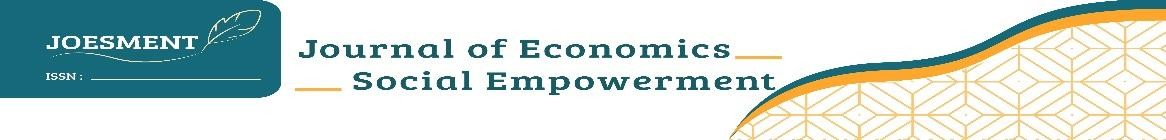 JOESMENT
ISSN :
Journal of Economics
Social Empowerment